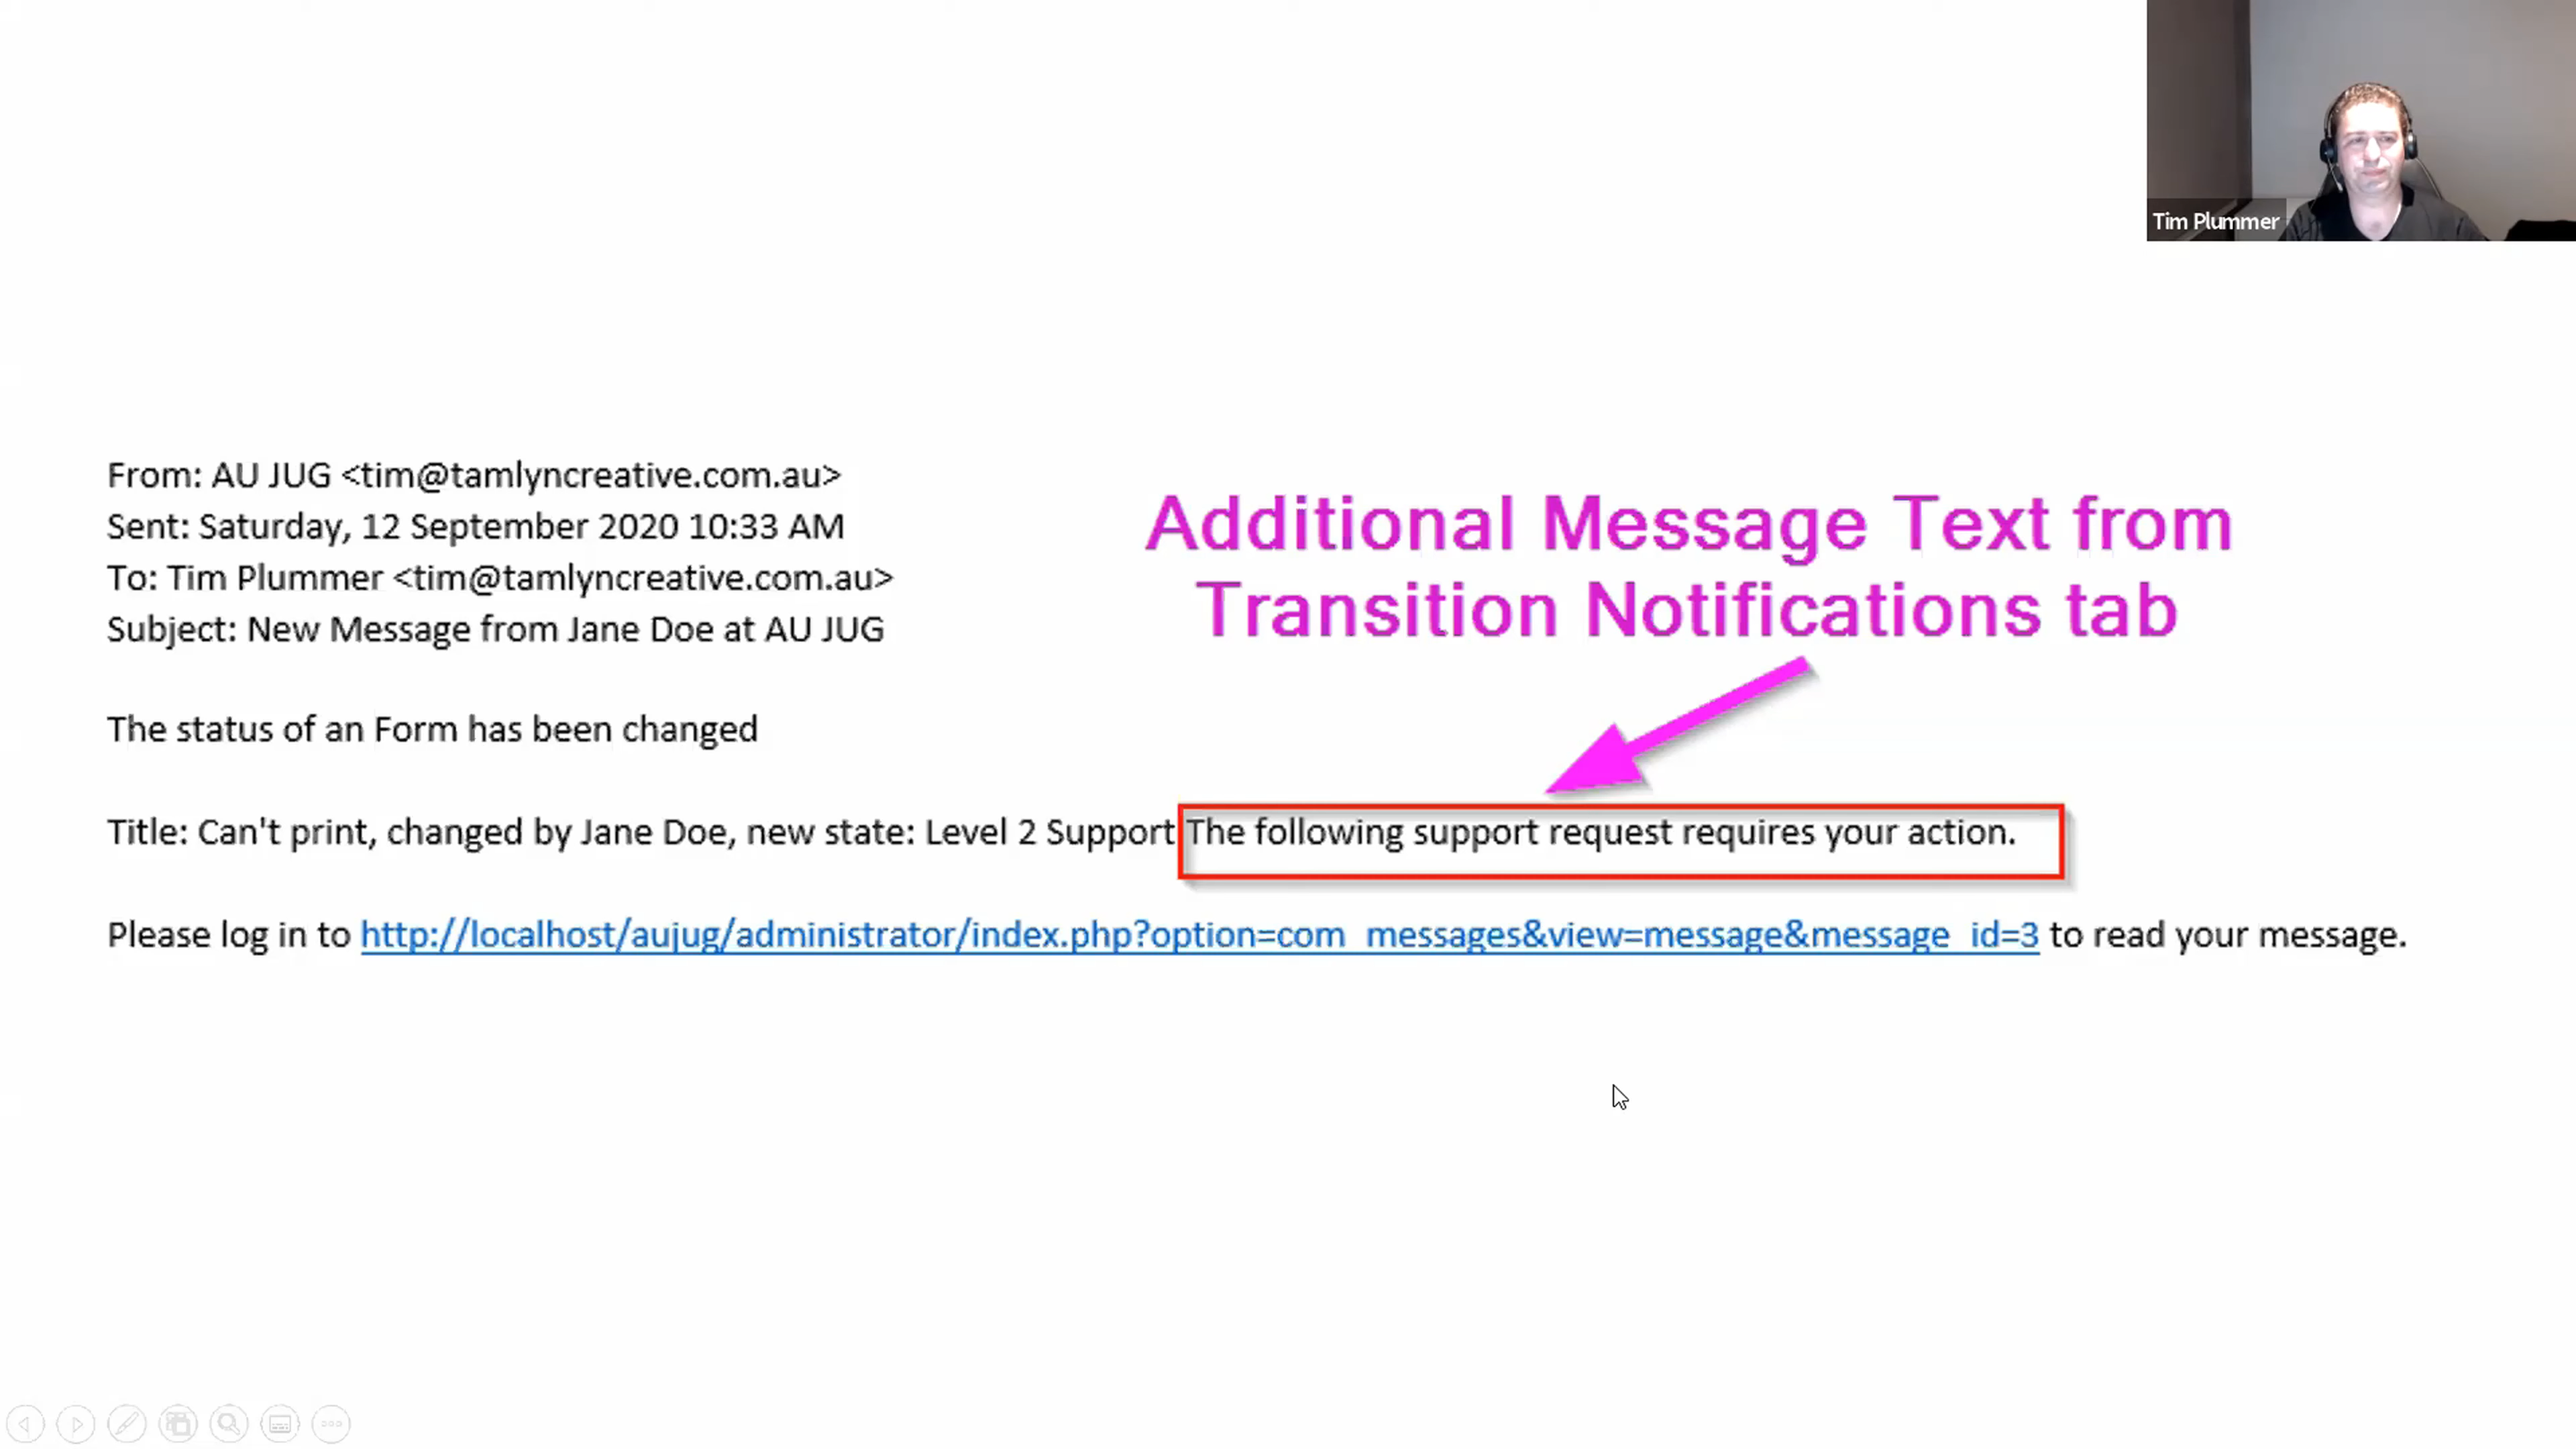 Tim Plummer
From: AU JUG <tim@tamlyncreative.com.au>
Sent: Saturday, 12 September 2020 10:33 AM
To: Tim Plummer <tim@tamlyncreative.com.au>
Subject: New Message from Jane Doe at AU JUG
Additional Message Text from
Transition Notifications tab
The status of an Form has been changed
Title: Can't print, changed by Jane Doe, new state: Level 2 Support The following support request requires your action.
Please log in to http://localhost/aujug/administrator/index.php?option=com_messages&view=message&message_id=3 to read your message.